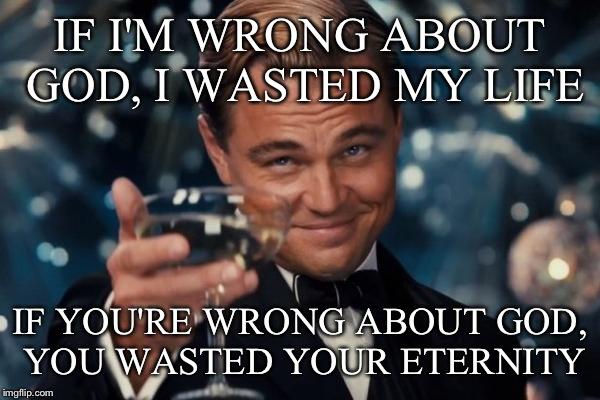 IF I'M WRONG ABOUT
GOD, I WASTED MY LIFE
IF YOU'RE WRONG ABOUT GOD,
YOU WASTED YOUR ETERNITY
imgflip.com